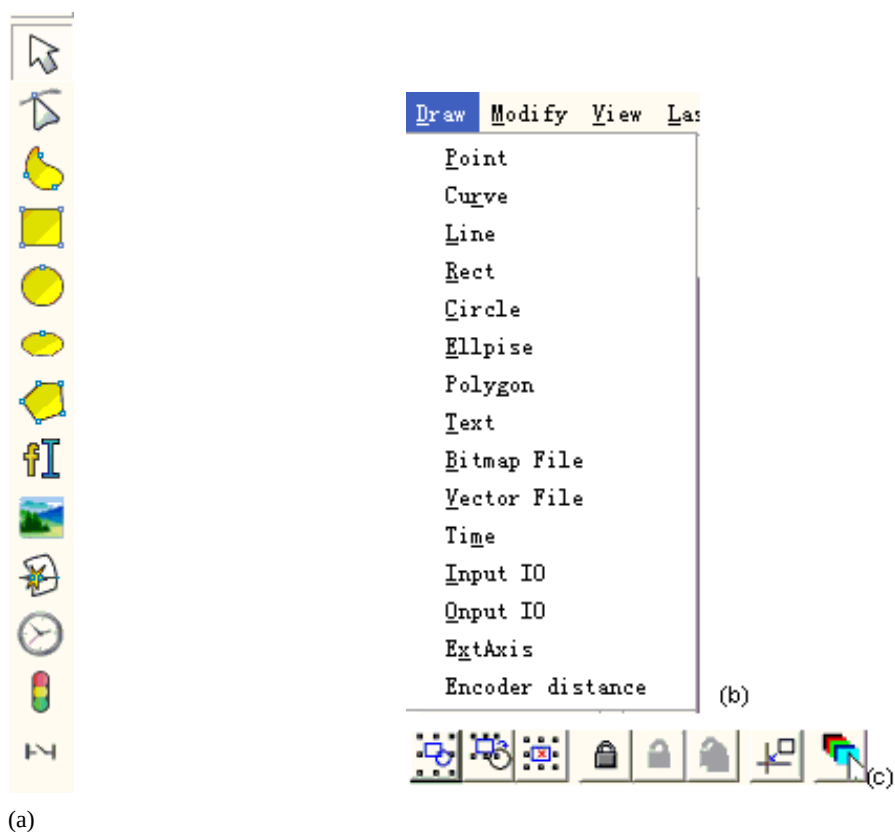 Draw Modify View Las
Point
Curve
Line
Rect
Circle
Ellpise
Polygon
Text
Bitmap File
Vector File
Time
Input IO
Onput IO
ExtAxis
Encoder distance
(b)
(c)
(a)